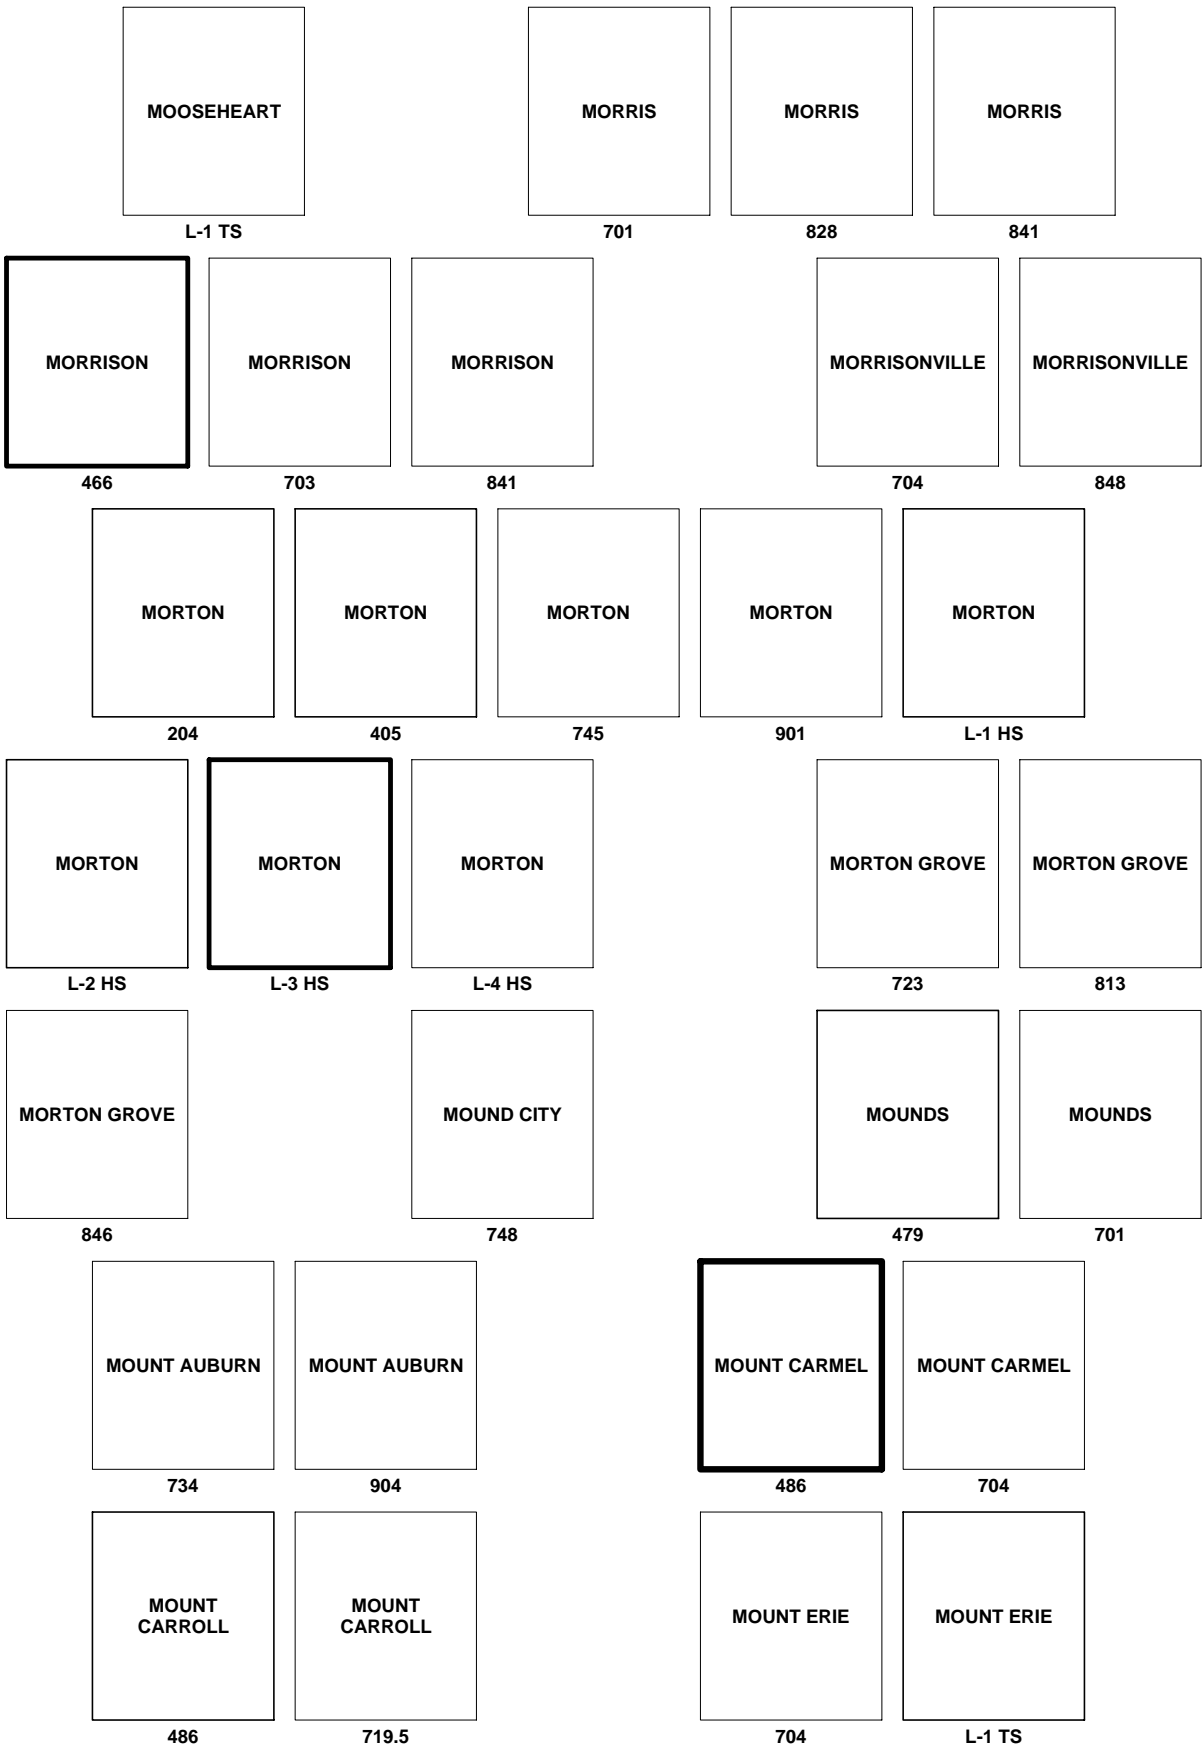 MOOSEHEART
MORRIS
MORRIS
MORRIS
L-1 TS
701
828
841
MORRISON
MORRISON
MORRISON
MORRISONVILLE
MORRISONVILLE
466
703
841
704
848
MORTON
MORTON
MORTON
MORTON
MORTON
204
405
745
901
L-1 HS
MORTON
MORTON
MORTON
MORTON GROVE
MORTON GROVE
L-2 HS
L-3 HS
L-4 HS
723
813
MORTON GROVE
MOUND CITY
MOUNDS
MOUNDS
846
748
479
701
MOUNT AUBURN
MOUNT AUBURN
MOUNT CARMEL
MOUNT CARMEL
734
904
486
704
MOUNT
CARROLL
MOUNT
CARROLL
MOUNT ERIE
MOUNT ERIE
486
719.5
704
L-1 TS